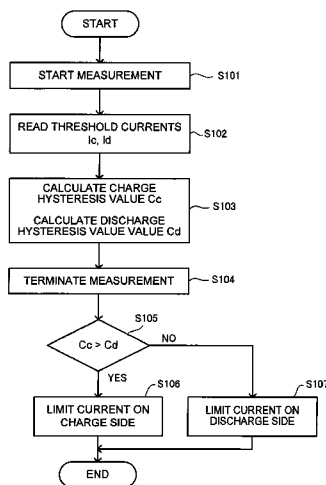 START
START MEASUREMENT
S101
READ THRESHOLD CURRENTS
Ic, Id
S102
CALCULATE CHARGE
HYSTERESIS VALUE Cc
CALCULATE DISCHARGE
HYSTERESIS VALUE VALUE Cd
S103
TERMINATE MEASUREMENT
S104
S105
Cc > Cd
NO
YES
S106
S107
LIMIT CURRENT ON
CHARGE SIDE
LIMIT CURRENT ON
DISCHARGE SIDE
END